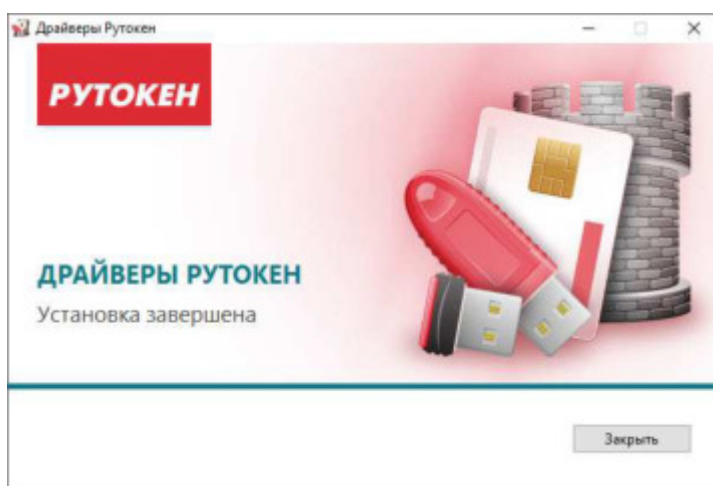 Драйверы Рутокен
РУТОКЕН
ДРАЙВЕРЫ РУТОКЕН
Установка завершена
Закрыть